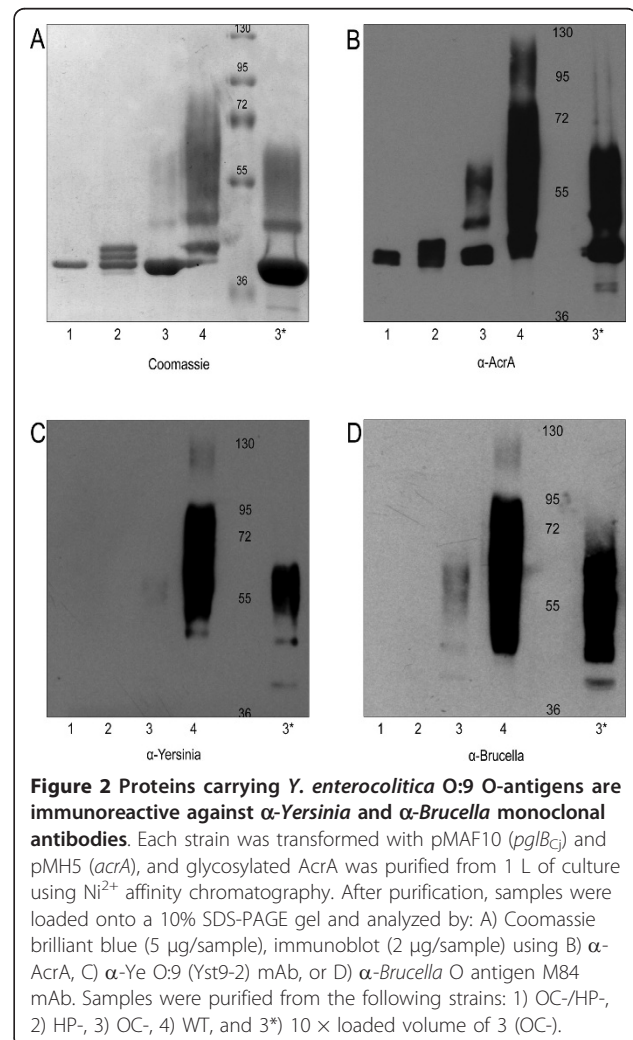 A
130
95
72
55
36
1 2 3 4 3*
Coomassie
B
130
95
72
55
36
1 2 3 4 3*
α-AcrA
C
130
95
72
55
36
1 2 3 4 3*
α-Yersinia
D
130
95
72
55
36
1 2 3 4 3*
α-Brucella
Figure 2 Proteins carrying Y. enterocolitica O:9 O-antigens are
immunoreactive against α-Yersinia and α-Brucella monoclonal
antibodies. Each strain was transformed with pMAF10 (pglB_Cj) and
pMH5 (acrA), and glycosylated AcrA was purified from 1 L of culture
using Ni²⁺ affinity chromatography. After purification, samples were
loaded onto a 10% SDS-PAGE gel and analyzed by: A) Coomassie
brilliant blue (5 μg/sample), immunoblot (2 μg/sample) using B) α-
AcrA, C) α-Ye O:9 (Yst9-2) mAb, or D) α-Brucella O antigen M84
mAb. Samples were purified from the following strains: 1) OC-/HP-,
2) HP-, 3) OC-, 4) WT, and 3*) 10 × loaded volume of 3 (OC-).